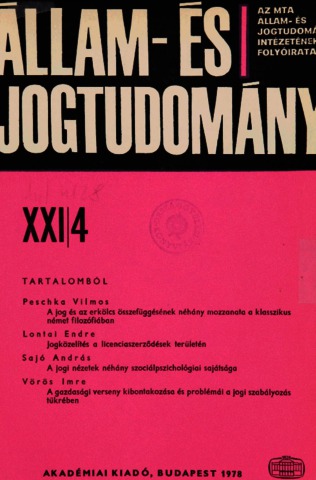 ÁLLAM- ÉS
JOGTUDOMÁNY
AZ MTA
ÁLLAM- ÉS
JOGTUDOMÁ
INTÉZETÉNEK
FOLYÓIRATA
XXI/4
TARTALOMBÓL
Peschka Vilmos
A jog és az erkölcs összefüggésének néhány mozzanata a klasszikus
német filozófiában
Lontai Endre
Jogközelítés a licenciaszerződések területén
Sajó András
A jogi nézetek néhány szociálpszichológiai sajátsága
Vörös Imre
A gazdasági verseny kibontakozása és problémái a jogi szabályozás
tükrében
AKADÉMIAI KIADÓ, BUDAPEST 1978